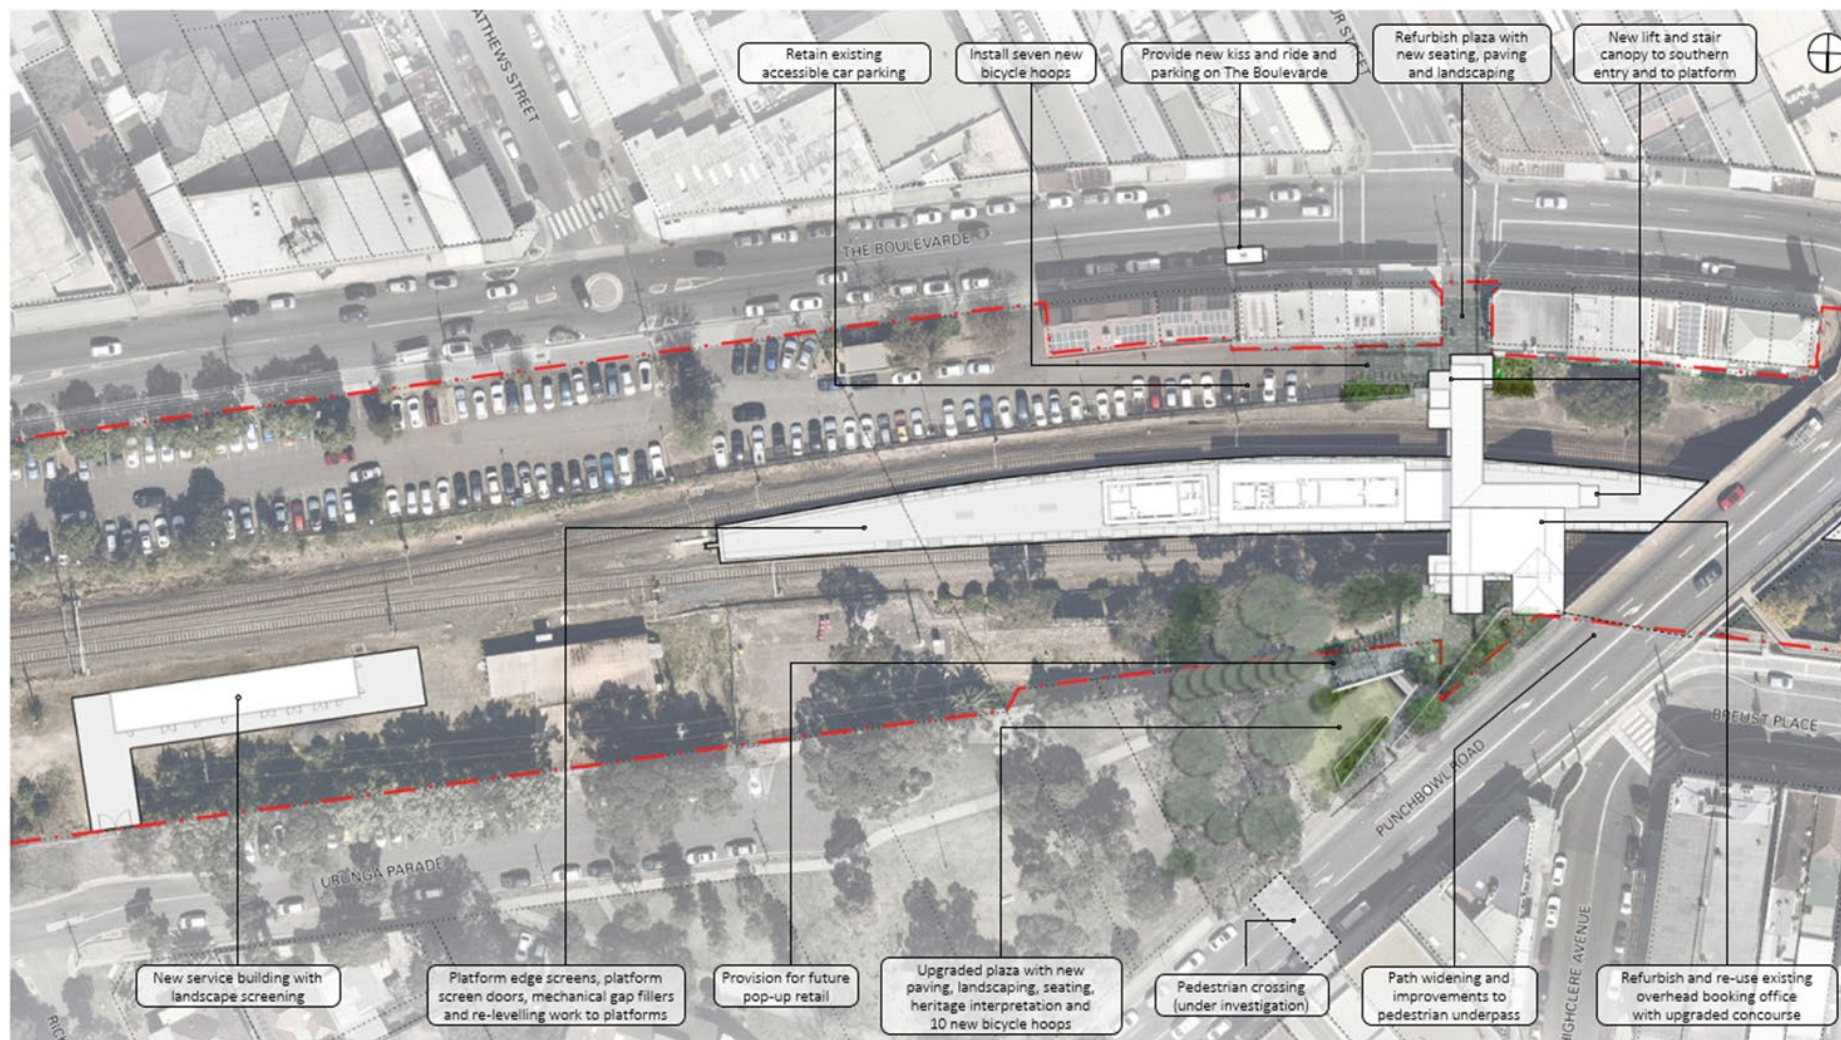 ATTHEWS STREET
UR STREET
Retain existing
accessible car parking
Install seven new
bicycle hoops
Provide new kiss and ride and
parking on The Boulevarde
Refurbish plaza with
new seating, paving
and landscaping
New lift and stair
canopy to southern
entry and to platform
THE BOULEVARDE
BREUST PLACE
PUNCHBOWL ROAD
URUNGA PARADE
HIGHCLERE AVENUE
RIC
New service building with
landscape screening
Platform edge screens, platform
screen doors, mechanical gap fillers
and re-levelling work to platforms
Provision for future
pop-up retail
Upgraded plaza with new
paving, landscaping, seating,
heritage interpretation and
10 new bicycle hoops
Pedestrian crossing
(under investigation)
Path widening and
improvements to
pedestrian underpass
Refurbish and re-use existing
overhead booking office
with upgraded concourse